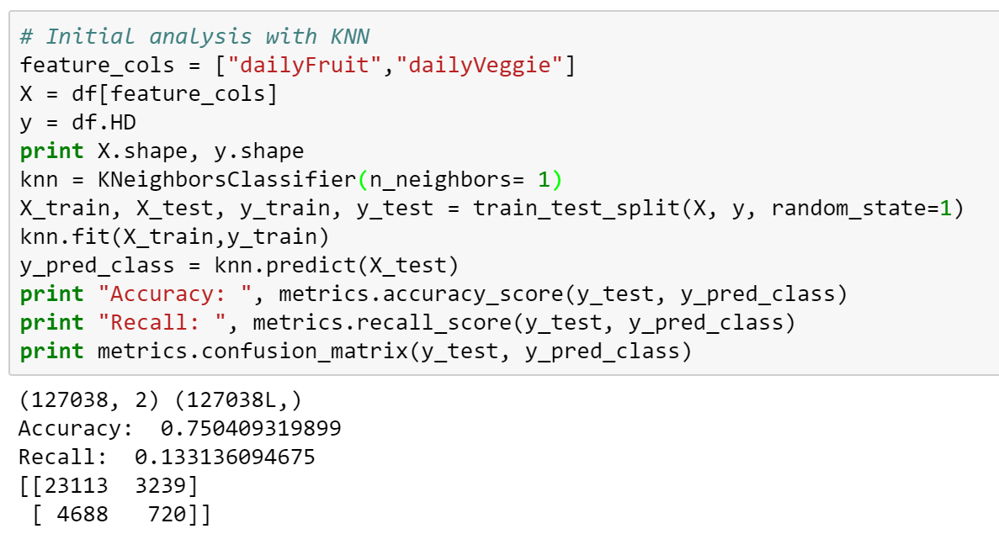 # Initial analysis with KNN
feature_cols = ["dailyFruit","dailyVeggie"]
X = df[feature_cols]
y = df.HD
print X.shape, y.shape
knn = KNeighborsClassifier(n_neighbors= 1)
X_train, X_test, y_train, y_test = train_test_split(X, y, random_state=1)
knn.fit(X_train,y_train)
y_pred_class = knn.predict(X_test)
print "Accuracy: ", metrics.accuracy_score(y_test, y_pred_class)
print "Recall: ", metrics.recall_score(y_test, y_pred_class)
print metrics.confusion_matrix(y_test, y_pred_class)
(127038, 2) (127038L,)
Accuracy:  0.750409319899
Recall:  0.133136094675
[[23113  3239]
 [ 4688   720]]